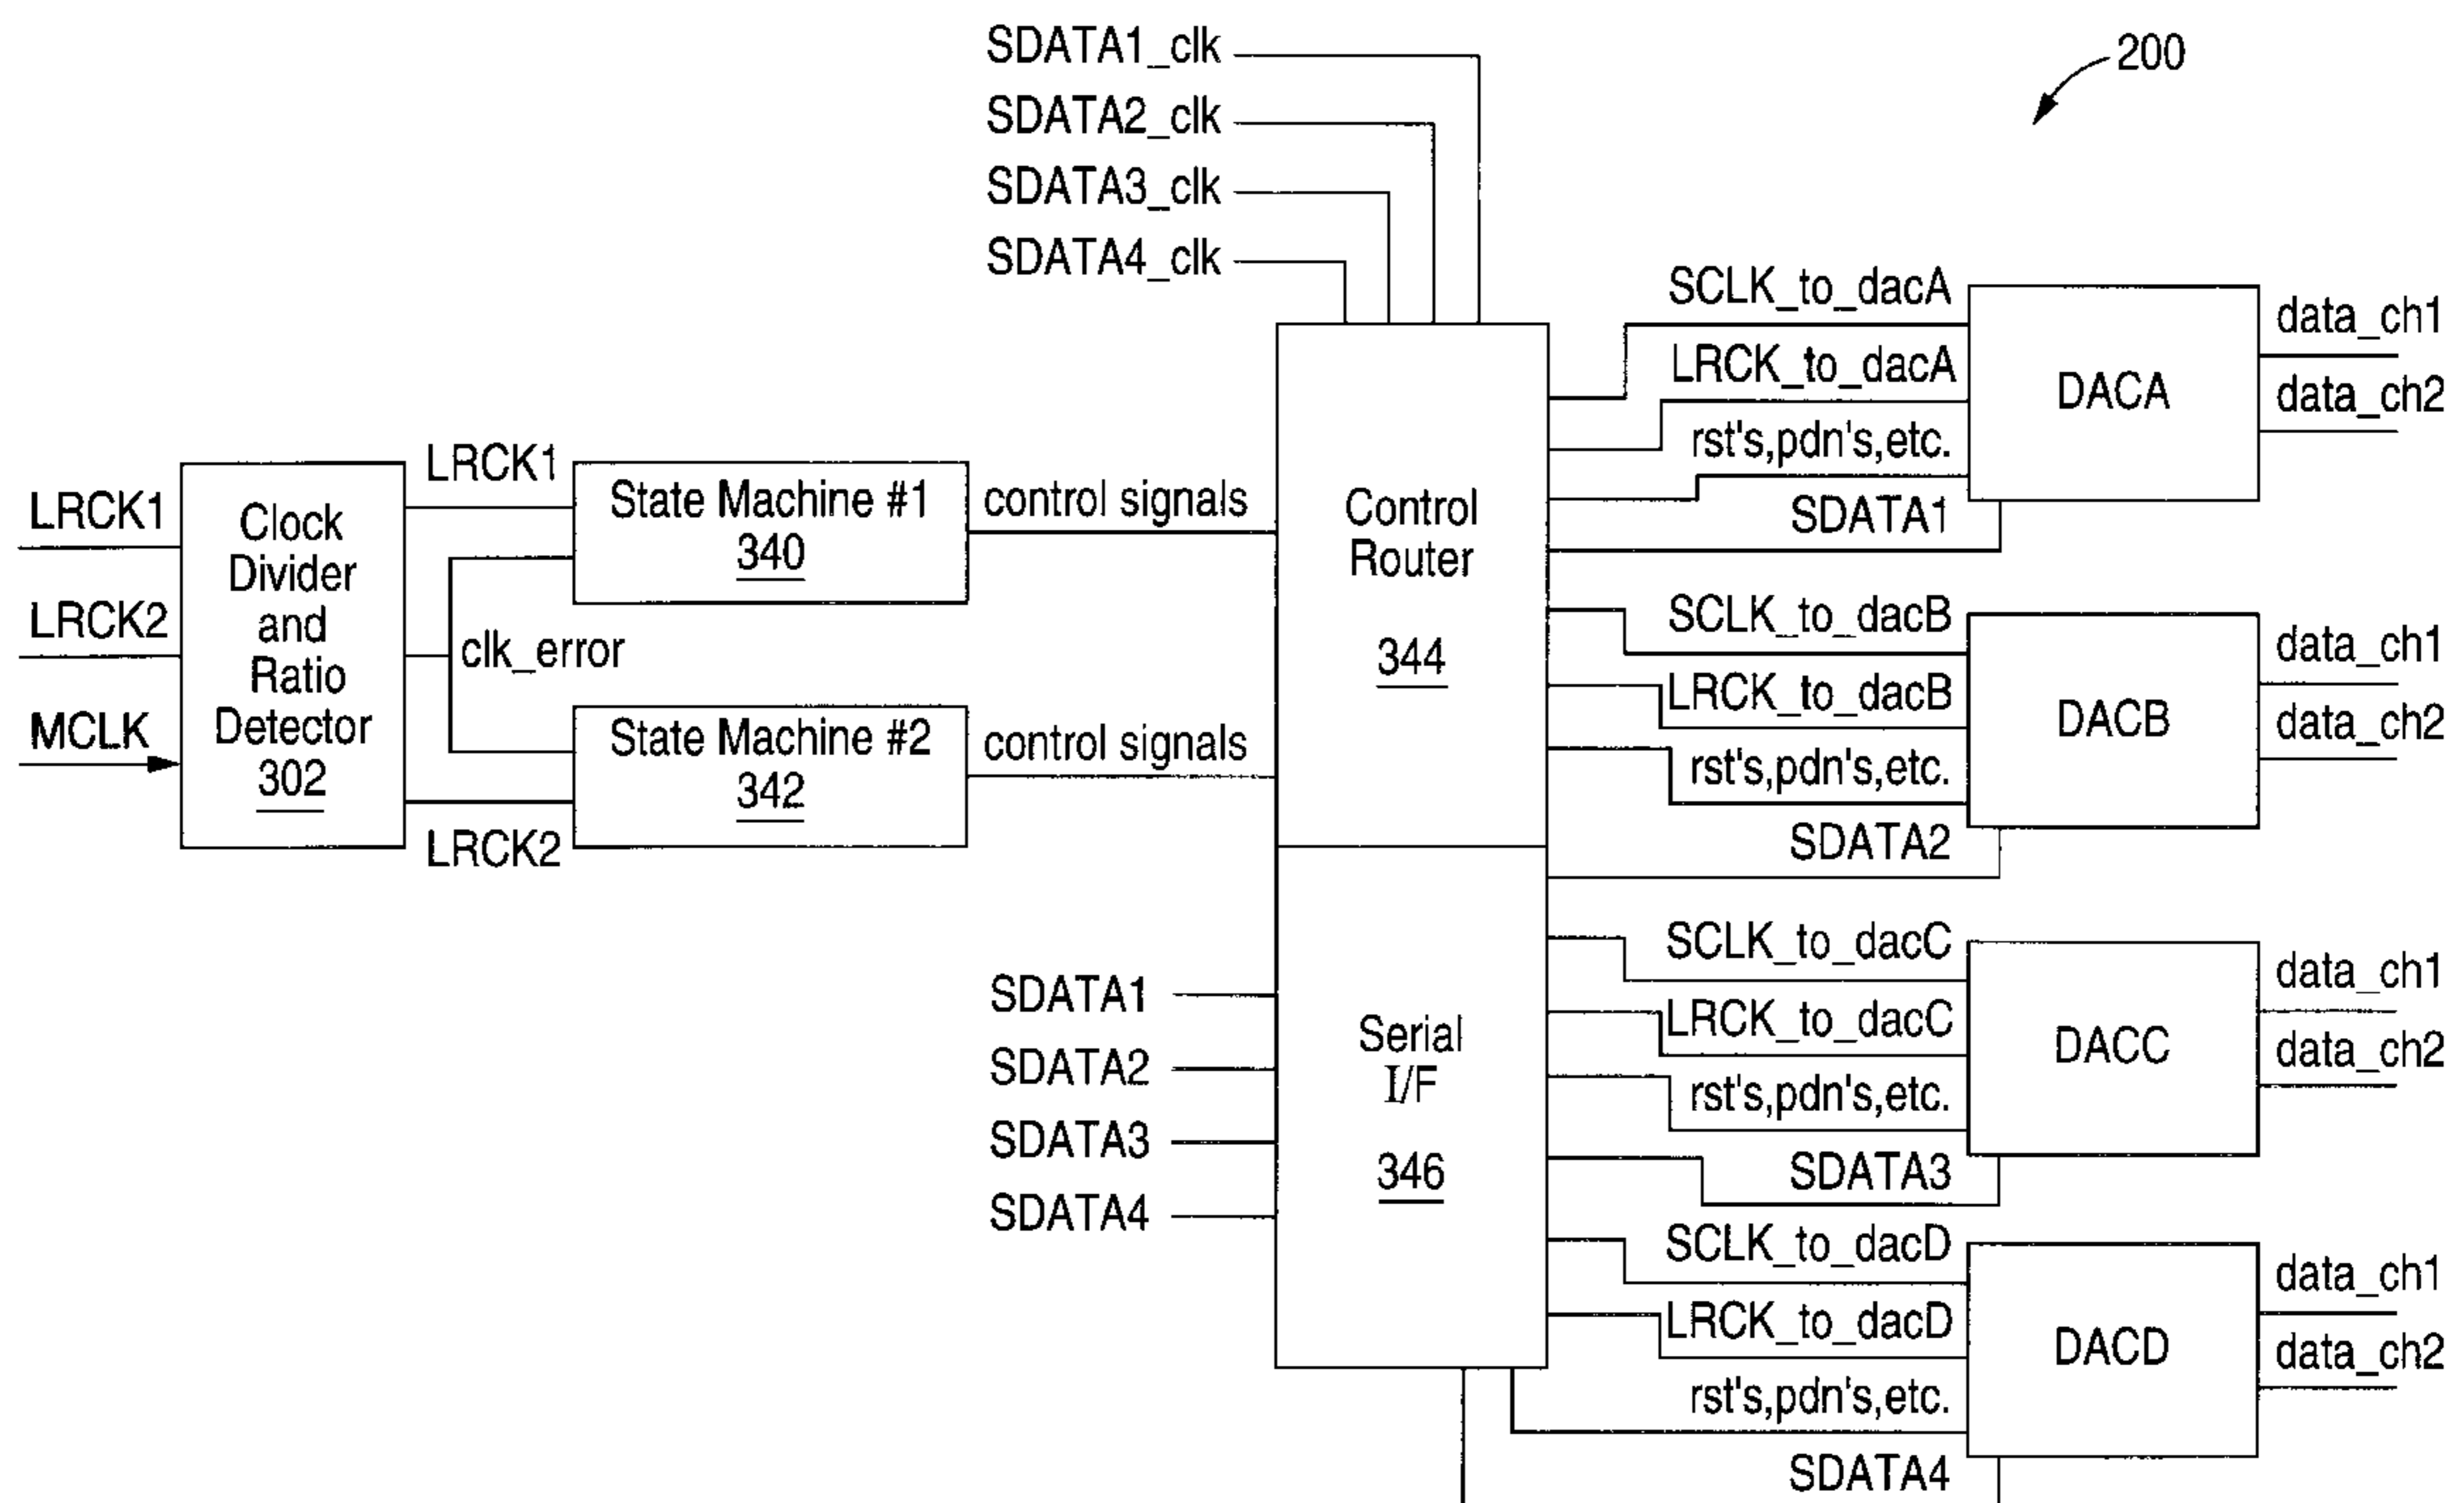 SDATA1_clk
SDATA2_clk
SDATA3_clk
SDATA4_clk
200
LRCK1
LRCK2
MCLK
Clock
Divider
and
Ratio
Detector
302
LRCK1
clk_error
LRCK2
State Machine #1
340
State Machine #2
342
control signals
control signals
SDATA1
SDATA2
SDATA3
SDATA4
Control
Router
344
Serial
I/F
346
SCLK_to_dacA
LRCK_to_dacA
rst's,pdn's,etc.
SDATA1
DACA
data_ch1
data_ch2
SCLK_to_dacB
LRCK_to_dacB
rst's,pdn's,etc.
SDATA2
DACB
data_ch1
data_ch2
SCLK_to_dacC
LRCK_to_dacC
rst's,pdn's,etc.
SDATA3
DACC
data_ch1
data_ch2
SCLK_to_dacD
LRCK_to_dacD
rst's,pdn's,etc.
SDATA4
DACD
data_ch1
data_ch2